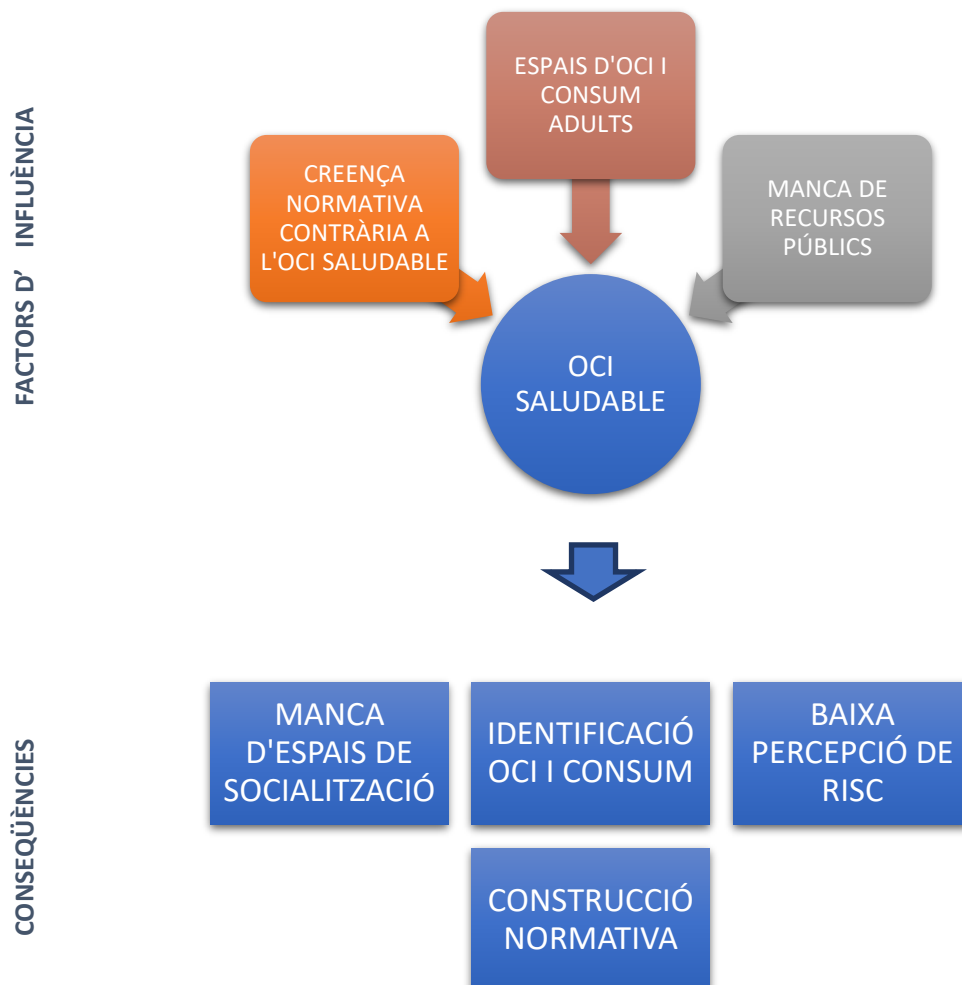 FACTORS D’ INFLUÈNCIA
ESPAIS D'OCI I
CONSUM
ADULTS
CREENÇA
NORMATIVA
CONTRÀRIA A
L'OCI SALUDABLE
MANCA DE
RECURSOS
PÚBLICS
OCI
SALUDABLE
CONSEQÜÈNCIES
MANCA
D'ESPAIS DE
SOCIALITZACIÓ
IDENTIFICACIÓ
OCI I CONSUM
BAIXA
PERCEPCIÓ DE
RISC
CONSTRUCCIÓ
NORMATIVA